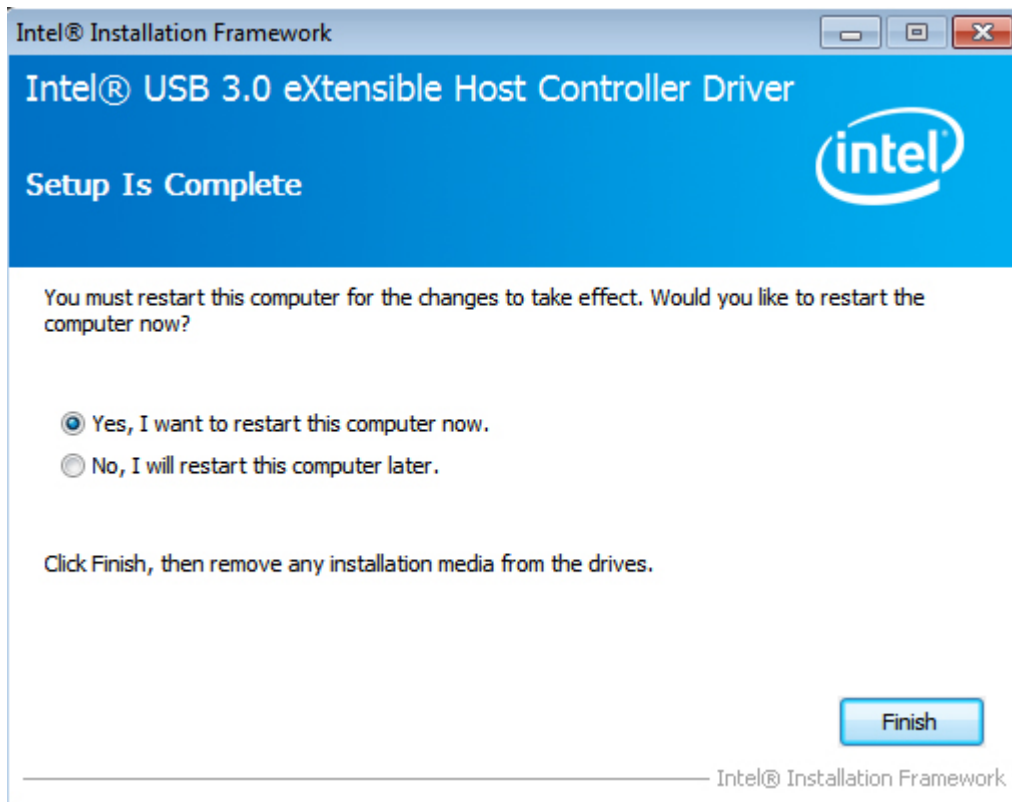 Intel® Installation Framework
Intel® USB 3.0 eXtensible Host Controller Driver
intel
Setup Is Complete
You must restart this computer for the changes to take effect. Would you like to restart the
computer now?
Yes, I want to restart this computer now.
No, I will restart this computer later.
Click Finish, then remove any installation media from the drives.
Finish
Intel® Installation Framework